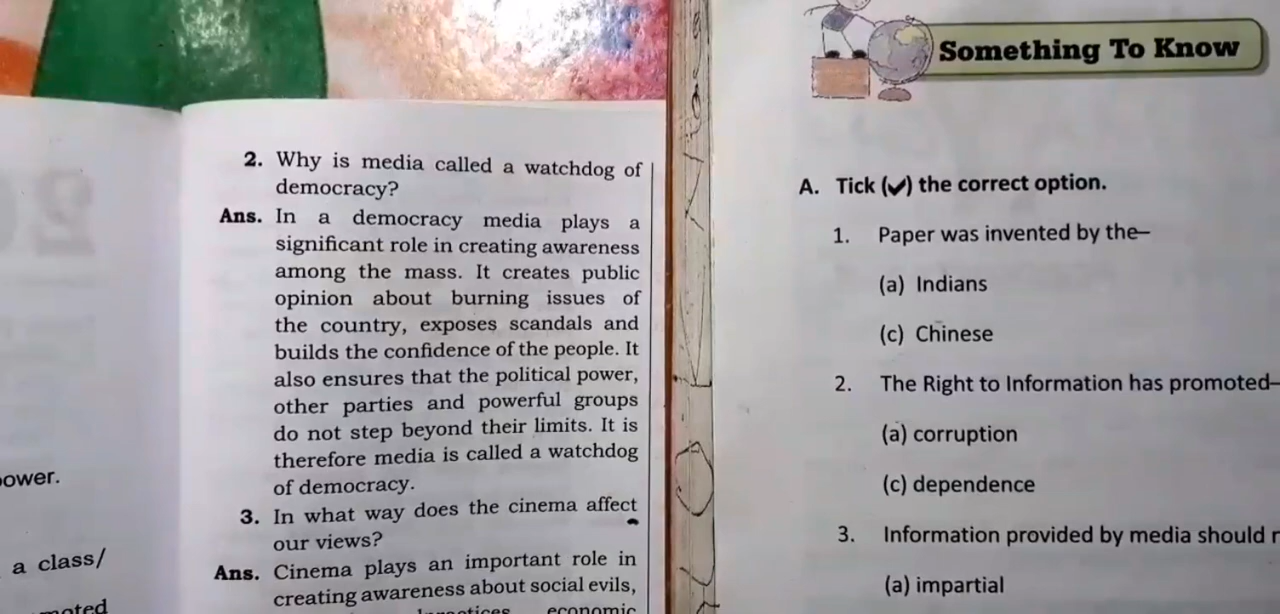 ower.
a class/
moted
2. Why is media called a watchdog of
democracy?
Ans. In a democracy media plays a
significant role in creating awareness
among the mass. It creates public
opinion about burning issues of
the country, exposes scandals and
builds the confidence of the people. It
also ensures that the political power,
other parties and powerful groups
do not step beyond their limits. It is
therefore media is called a watchdog
of democracy.
3. In what way does the cinema affect
our views?
Ans. Cinema plays an important role in
creating awareness about social evils,
economic
Something To Know
A. Tick (✔) the correct option.
1. Paper was invented by the–
(a) Indians
(c) Chinese
2. The Right to Information has promoted–
(a) corruption
(c) dependence
3. Information provided by media should
(a) impartial